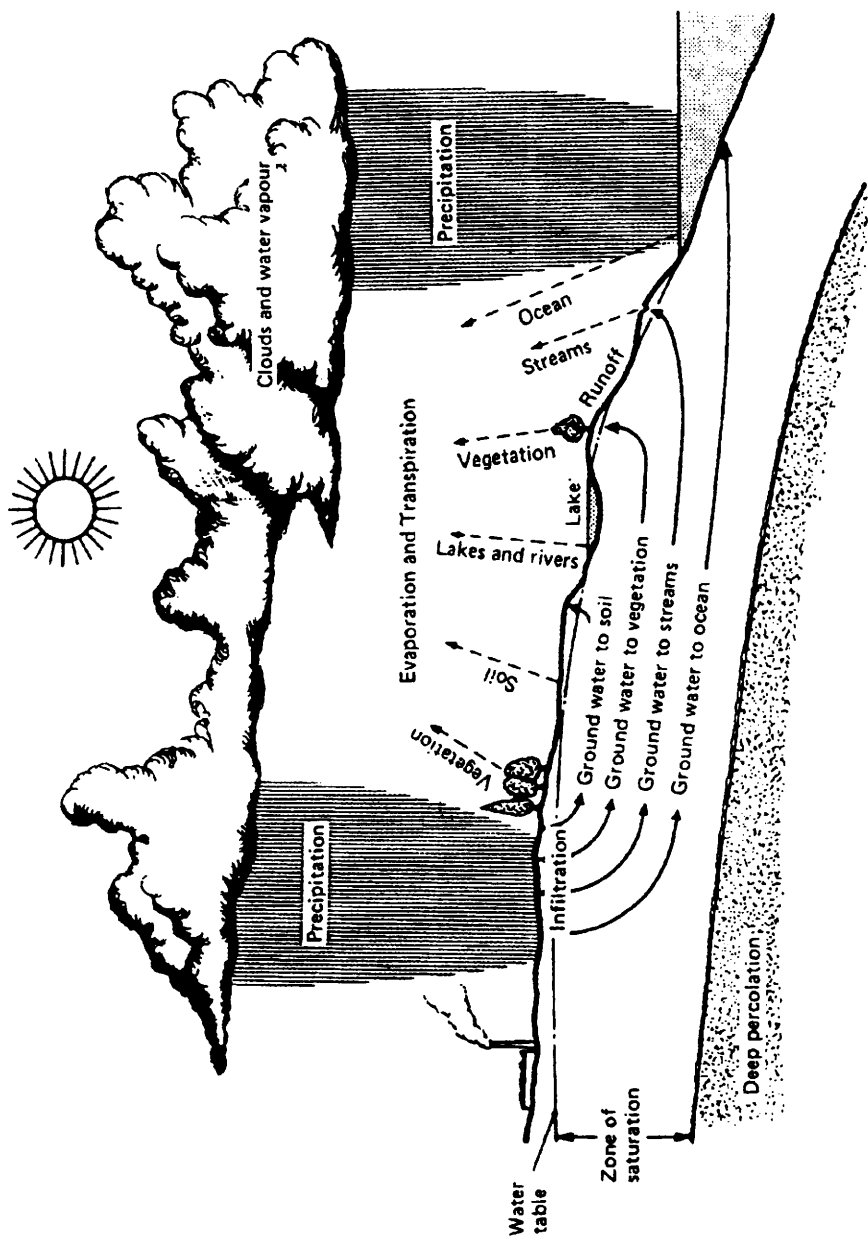 Clouds and water vapour
Precipitation
Precipitation
Evaporation and Transpiration
Vegetation
Soil
Lakes and rivers
Vegetation
Streams
Ocean
Lake
Runoff
Infiltration
Ground water to soil
Ground water to vegetation
Ground water to streams
Ground water to ocean
Water
table
Zone of
saturation
Deep percolation